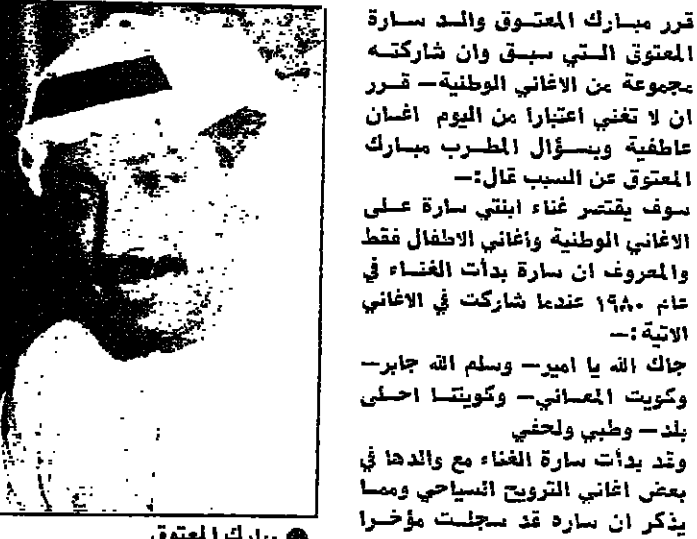 قرر مبارك المعتوق والد سارة
المعتوق التي سبق وان شاركته
مجموعة من الاغاني الوطنية — قرر
ان لا تغني اعتبارا من اليوم اغان
عاطفية وبسؤال المطرب مبارك
المعتوق عن السبب قال :—
سوف يقتصر غناء ابنتي سارة على
الاغاني الوطنية وأغاني الاطفال فقط
والمعروف ان سارة بدأت الغناء في
عام ١٩٨٠ عندما شاركت في الاغاني
الاتية :—
جاك الله يا امير — وسلم الله جابر —
وكويت المعاني — وكويتنا احلى
بلد — وطبي ولحفي
وقد بدأت سارة الغناء مع والدها في
بعض اغاني الترويح السياحي ومما
يذكر ان ساره قد سجلت مؤخرا
مبارك المعتوق